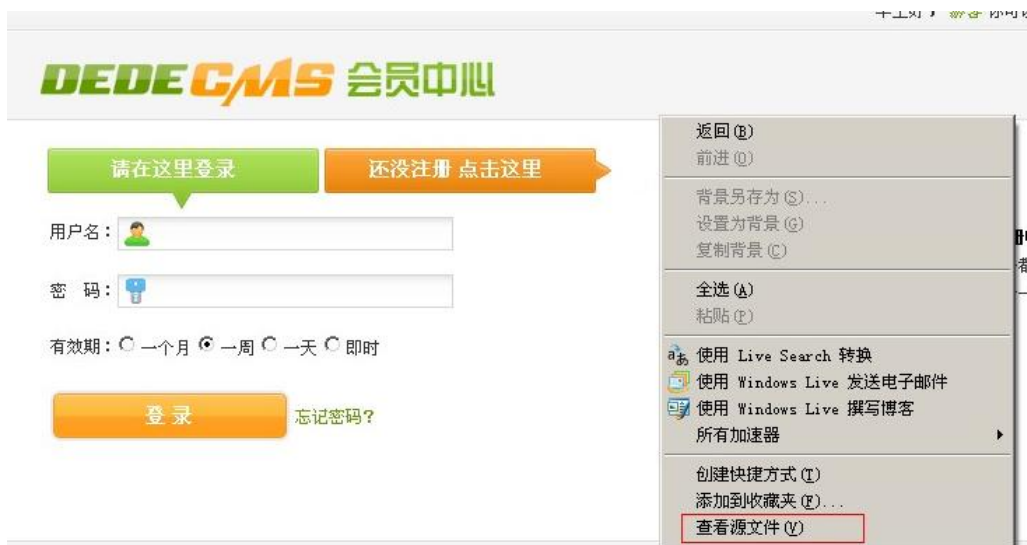 DEDECMS 会员中心
请在这里登录
还没注册 点击这里
用户名：
密 码：
有效期： 一个月 一周 一天 即时
登 录
忘记密码?
返回(B)
前进(O)
背景另存为(S)...
设置为背景(G)
复制背景(C)
全选(A)
粘贴(P)
使用 Live Search 转换
使用 Windows Live 发送电子邮件
使用 Windows Live 撰写博客
所有加速器
创建快捷方式(T)
添加到收藏夹(F)...
查看源文件(V)